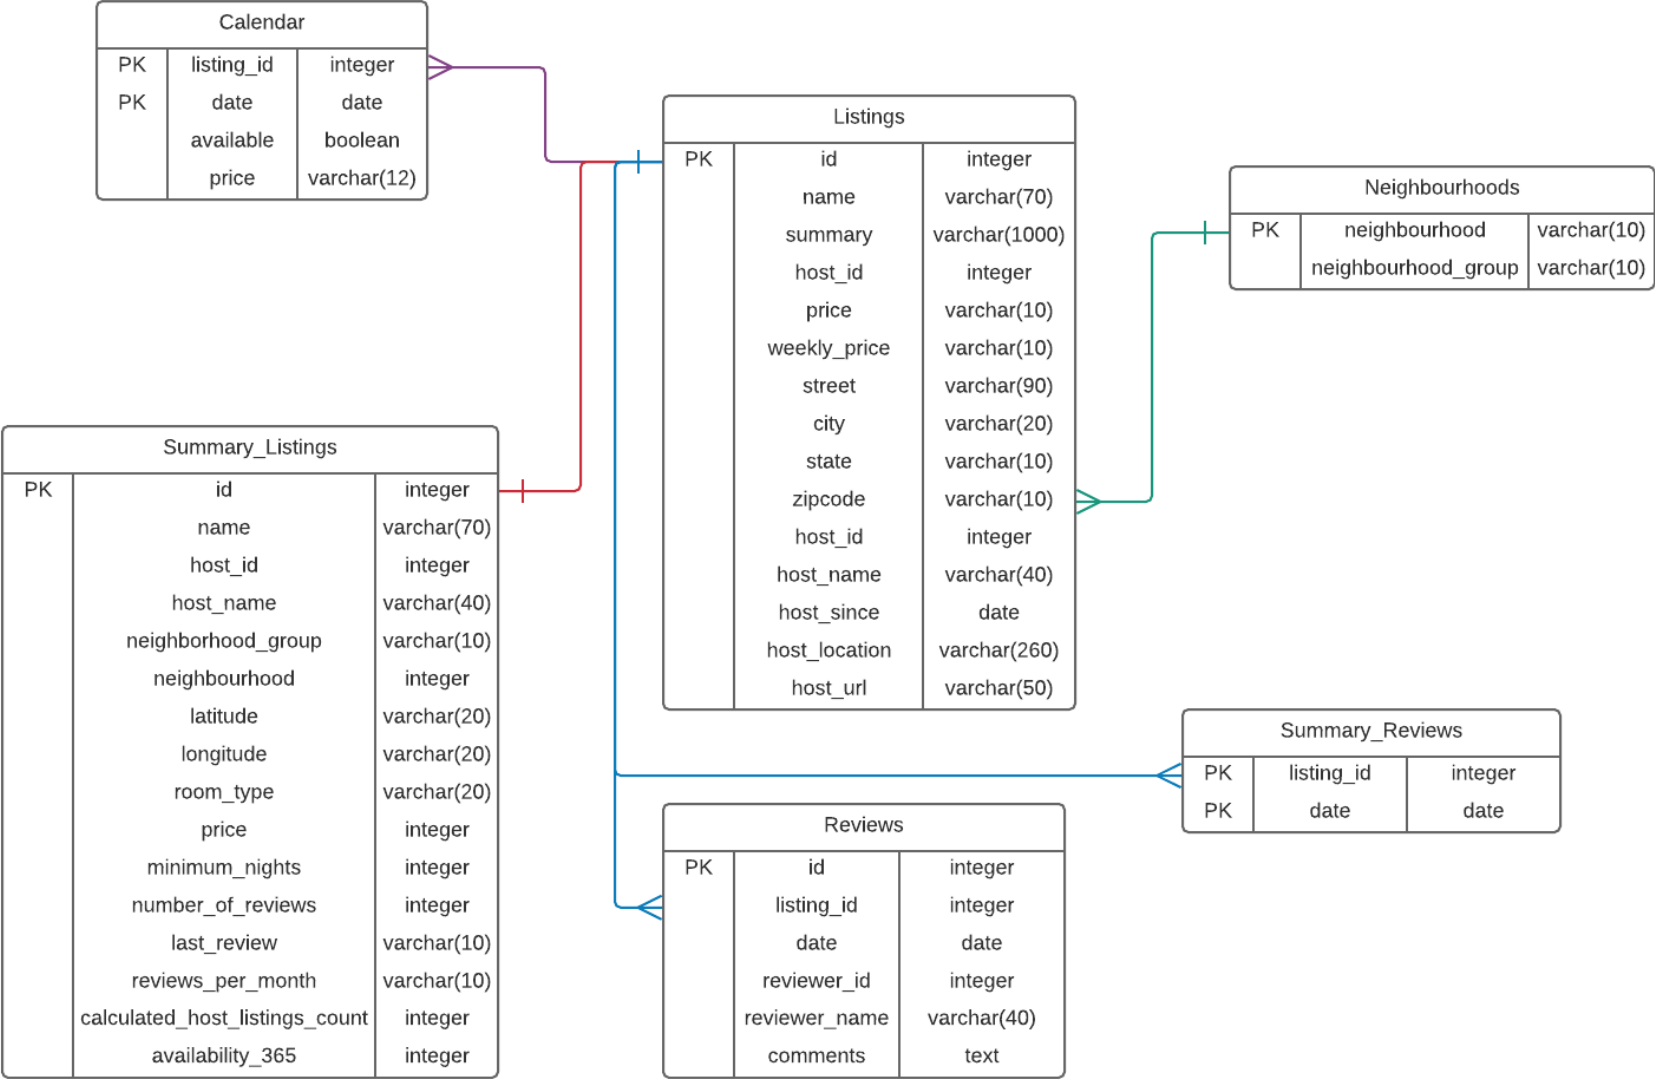 Calendar
PK listing_id integer
PK date date
available boolean
price varchar(12)
Listings
PK id integer
name varchar(70)
summary varchar(1000)
host_id integer
price varchar(10)
weekly_price varchar(10)
street varchar(90)
city varchar(20)
state varchar(10)
zipcode varchar(10)
host_id integer
host_name varchar(40)
host_since date
host_location varchar(260)
host_url varchar(50)
Neighbourhoods
PK neighbourhood varchar(10)
neighbourhood_group varchar(10)
Summary_Listings
PK id integer
name varchar(70)
host_id integer
host_name varchar(40)
neighborhood_group varchar(10)
neighbourhood integer
latitude varchar(20)
longitude varchar(20)
room_type varchar(20)
price integer
minimum_nights integer
number_of_reviews integer
last_review varchar(10)
reviews_per_month varchar(10)
calculated_host_listings_count integer
availability_365 integer
Summary_Reviews
PK listing_id integer
PK date date
Reviews
PK id integer
listing_id integer
date date
reviewer_id integer
reviewer_name varchar(40)
comments text